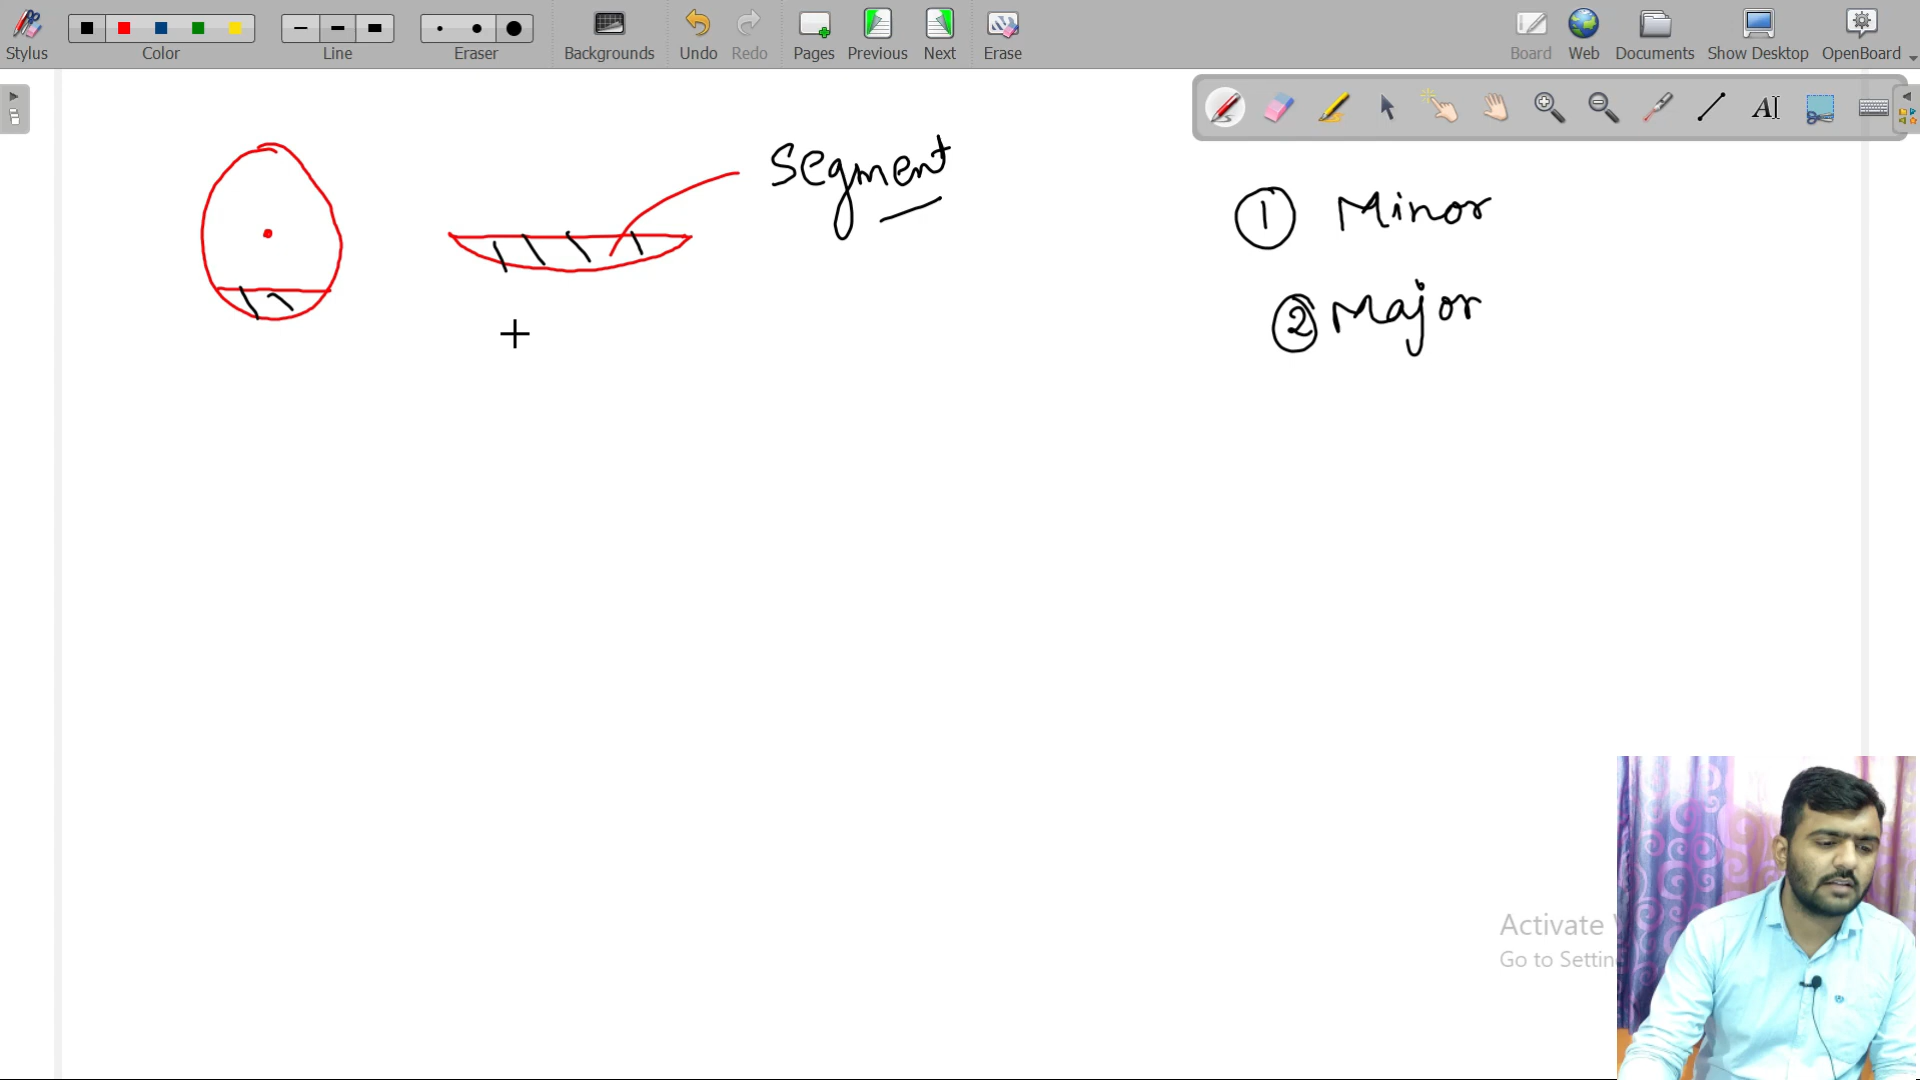 Stylus
Color
Line
Eraser
Backgrounds
Undo
Redo
Pages
Previous
Next
Erase
Board
Web
Documents
Show Desktop
OpenBoard
Segment
① Minor
② Major
Activate
Go to Settin